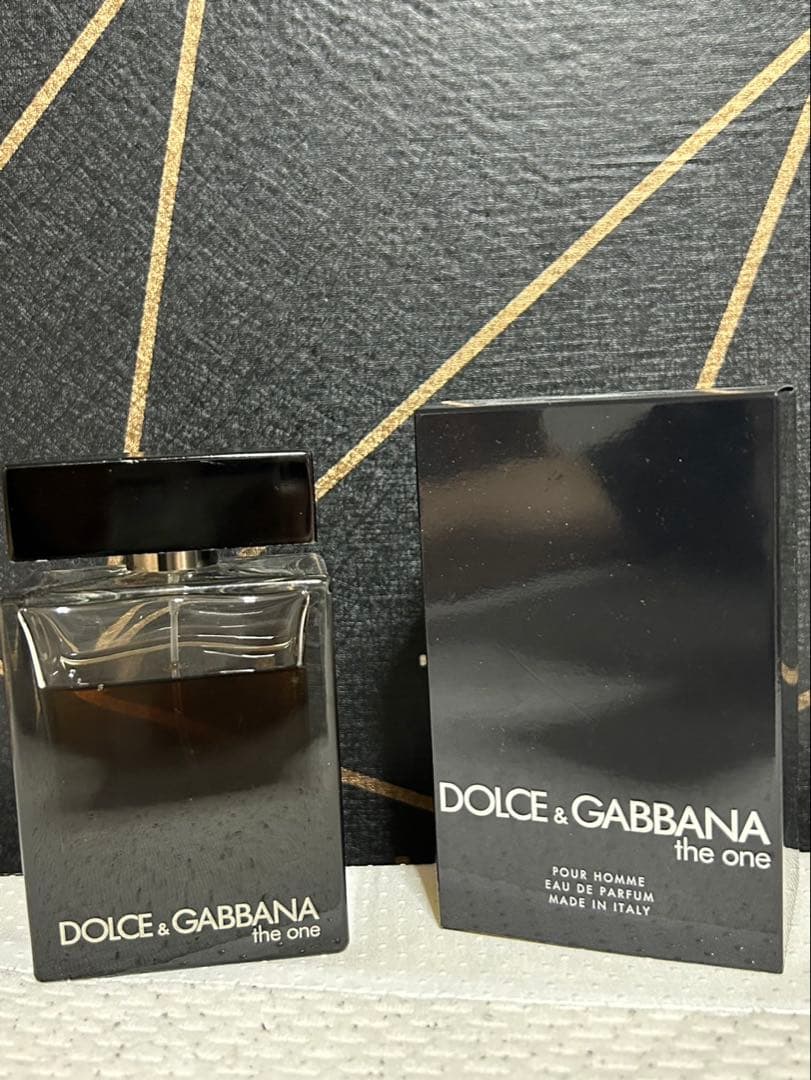 DOLCE & GABBANA
the one
DOLCE & GABBANA
the one
POUR HOMME
EAU DE PARFUM
MADE IN ITALY